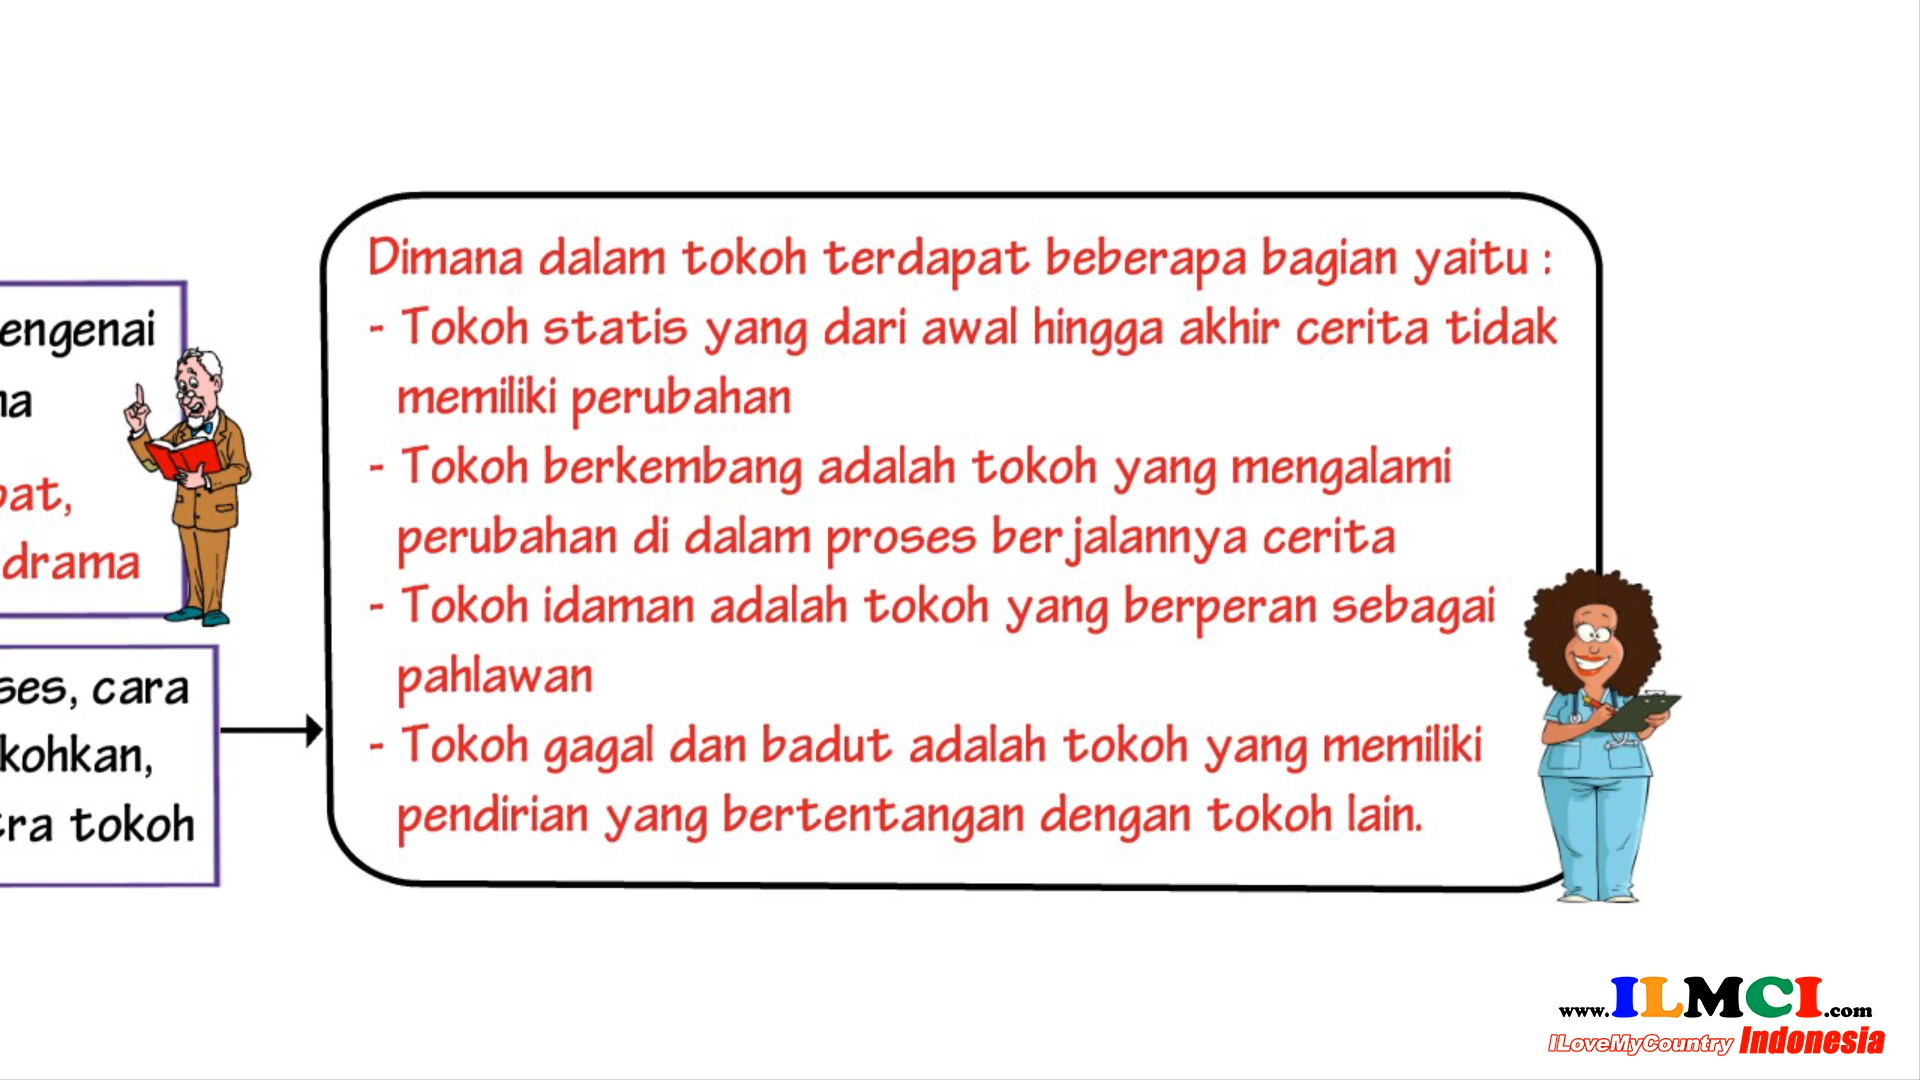 engenai
drama
ses, cara
kohkan,
tra tokoh
Dimana dalam tokoh terdapat beberapa bagian yaitu :
- Tokoh statis yang dari awal hingga akhir cerita tidak
memiliki perubahan
- Tokoh berkembang adalah tokoh yang mengalami
perubahan di dalam proses berjalannya cerita
- Tokoh idaman adalah tokoh yang berperan sebagai
pahlawan
- Tokoh gagal dan badut adalah tokoh yang memiliki
pendirian yang bertentangan dengan tokoh lain.
www.ILMCI.com
ILoveMyCountry Indonesia